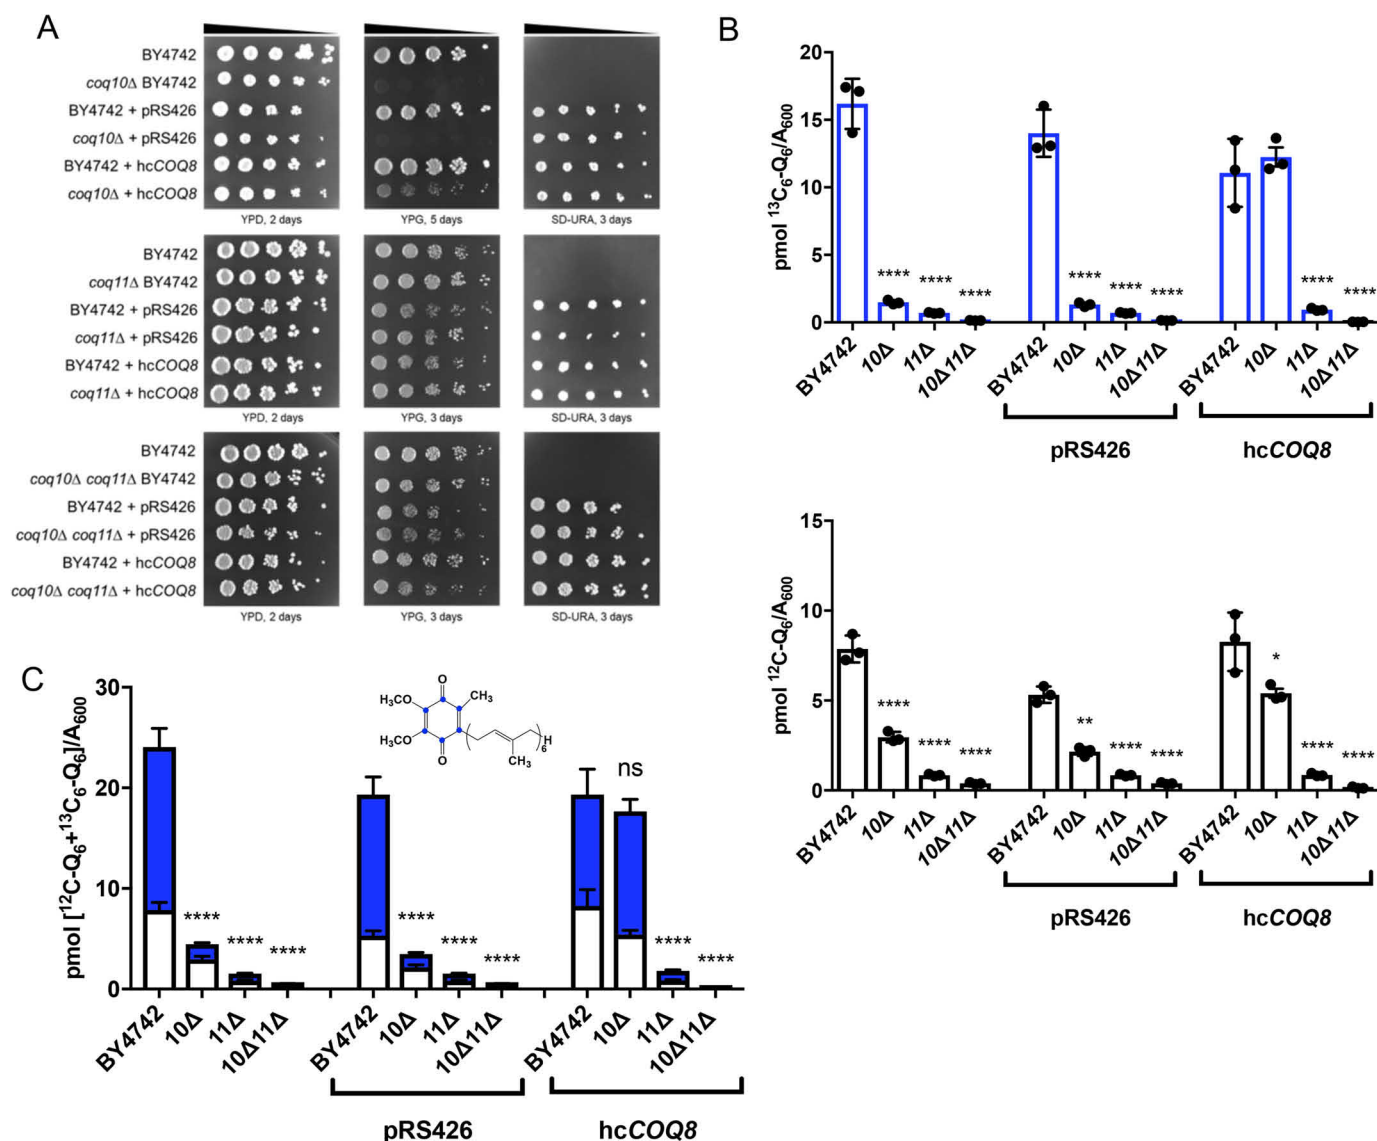 A
BY4742
coq10Δ BY4742
BY4742 + pRS426
coq10Δ + pRS426
BY4742 + hcCOQ8
coq10Δ + hcCOQ8
YPD, 2 days
YPG, 5 days
SD-URA, 3 days
BY4742
coq11Δ BY4742
BY4742 + pRS426
coq11Δ + pRS426
BY4742 + hcCOQ8
coq11Δ + hcCOQ8
YPD, 2 days
YPG, 3 days
SD-URA, 3 days
BY4742
coq10Δ coq11Δ BY4742
BY4742 + pRS426
coq10Δ coq11Δ + pRS426
BY4742 + hcCOQ8
coq10Δ coq11Δ + hcCOQ8
YPD, 2 days
YPG, 3 days
SD-URA, 3 days
B
pmol ¹³C₆-Q₆/A₆₀₀
20
15
10
5
0
**** **** ****
**** **** ****
**** ****
BY4742 10Δ 11Δ 10Δ11Δ
BY4742 10Δ 11Δ 10Δ11Δ
BY4742 10Δ 11Δ 10Δ11Δ
pRS426
hcCOQ8
pmol ¹²C-Q₆/A₆₀₀
15
10
5
0
**** **** ****
** **** ****
* **** ****
BY4742 10Δ 11Δ 10Δ11Δ
BY4742 10Δ 11Δ 10Δ11Δ
BY4742 10Δ 11Δ 10Δ11Δ
pRS426
hcCOQ8
C
pmol [¹²C-Q₆+¹³C₆-Q₆]/A₆₀₀
30
20
10
0
O
H₃CO
CH₃
H₃CO
H
6
O
CH₃
**** **** ****
**** **** ****
ns **** ****
BY4742 10Δ 11Δ 10Δ11Δ
BY4742 10Δ 11Δ 10Δ11Δ
BY4742 10Δ 11Δ 10Δ11Δ
pRS426
hcCOQ8